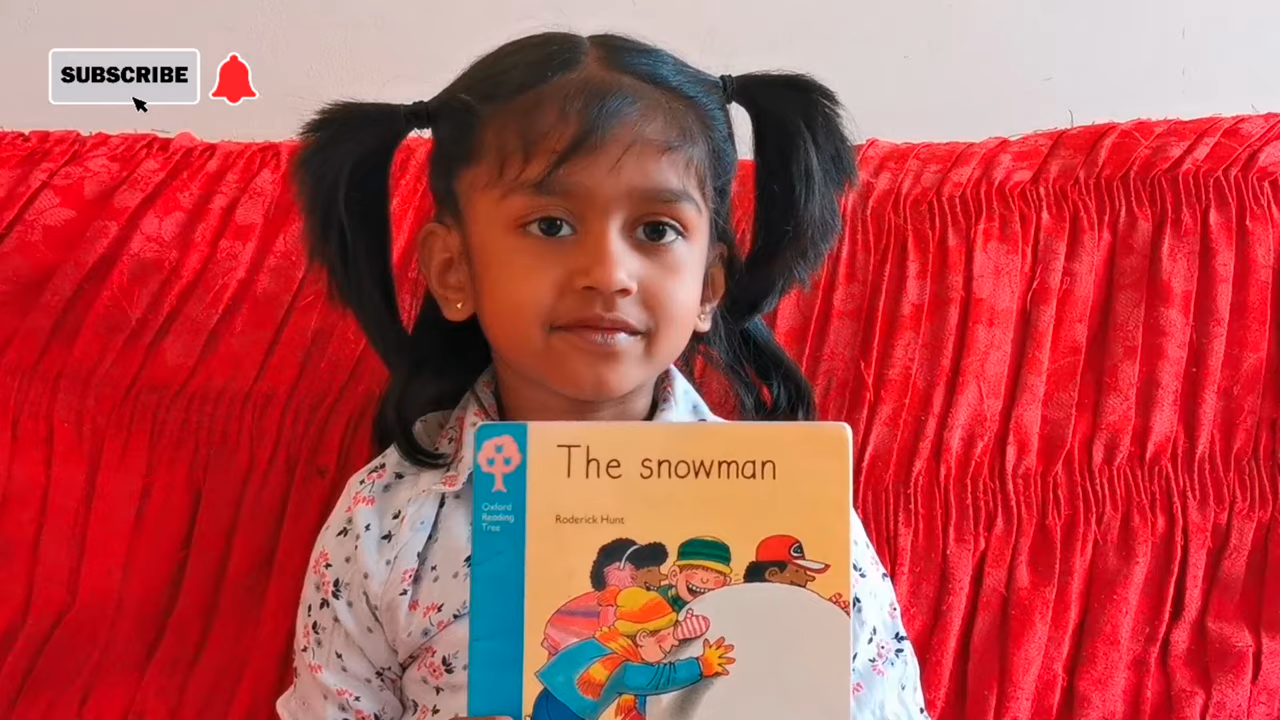 SUBSCRIBE
The snowman
Oxford
Reading
Tree
Roderick Hunt